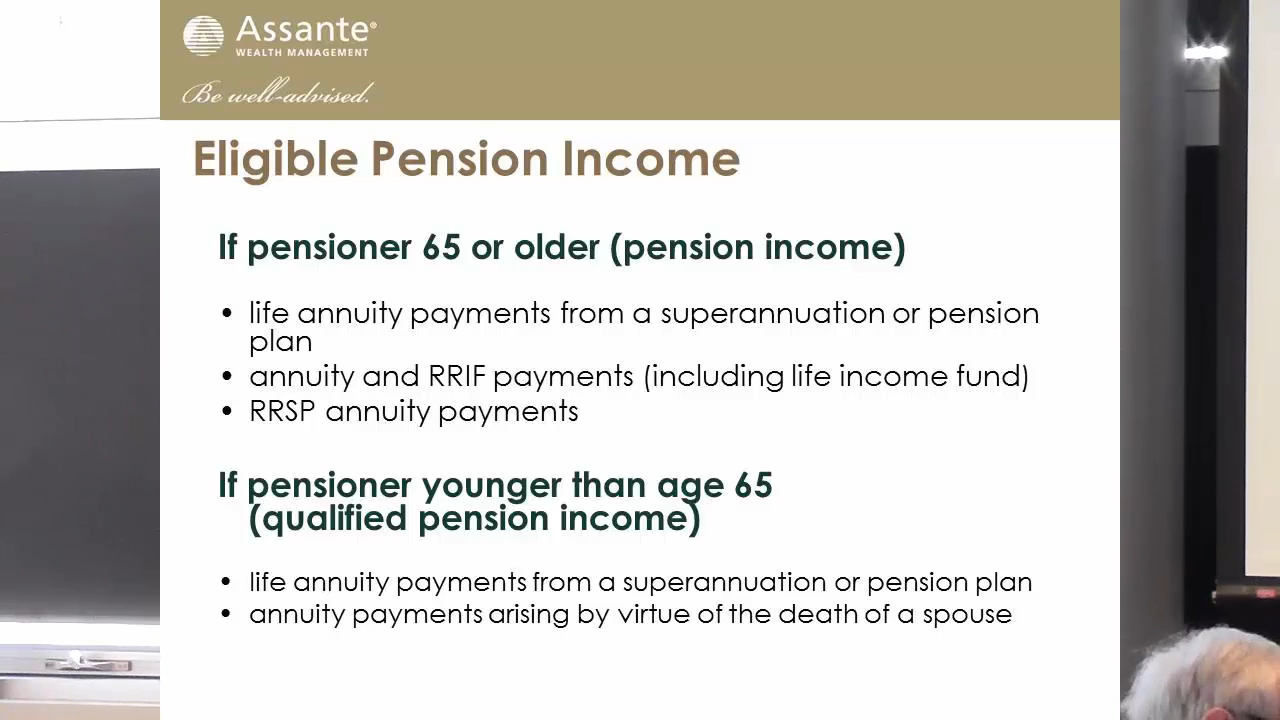 Assante®
WEALTH MANAGEMENT
Be well-advised.
Eligible Pension Income
If pensioner 65 or older (pension income)
• life annuity payments from a superannuation or pension
plan
• annuity and RRIF payments (including life income fund)
• RRSP annuity payments
If pensioner younger than age 65
(qualified pension income)
• life annuity payments from a superannuation or pension plan
• annuity payments arising by virtue of the death of a spouse